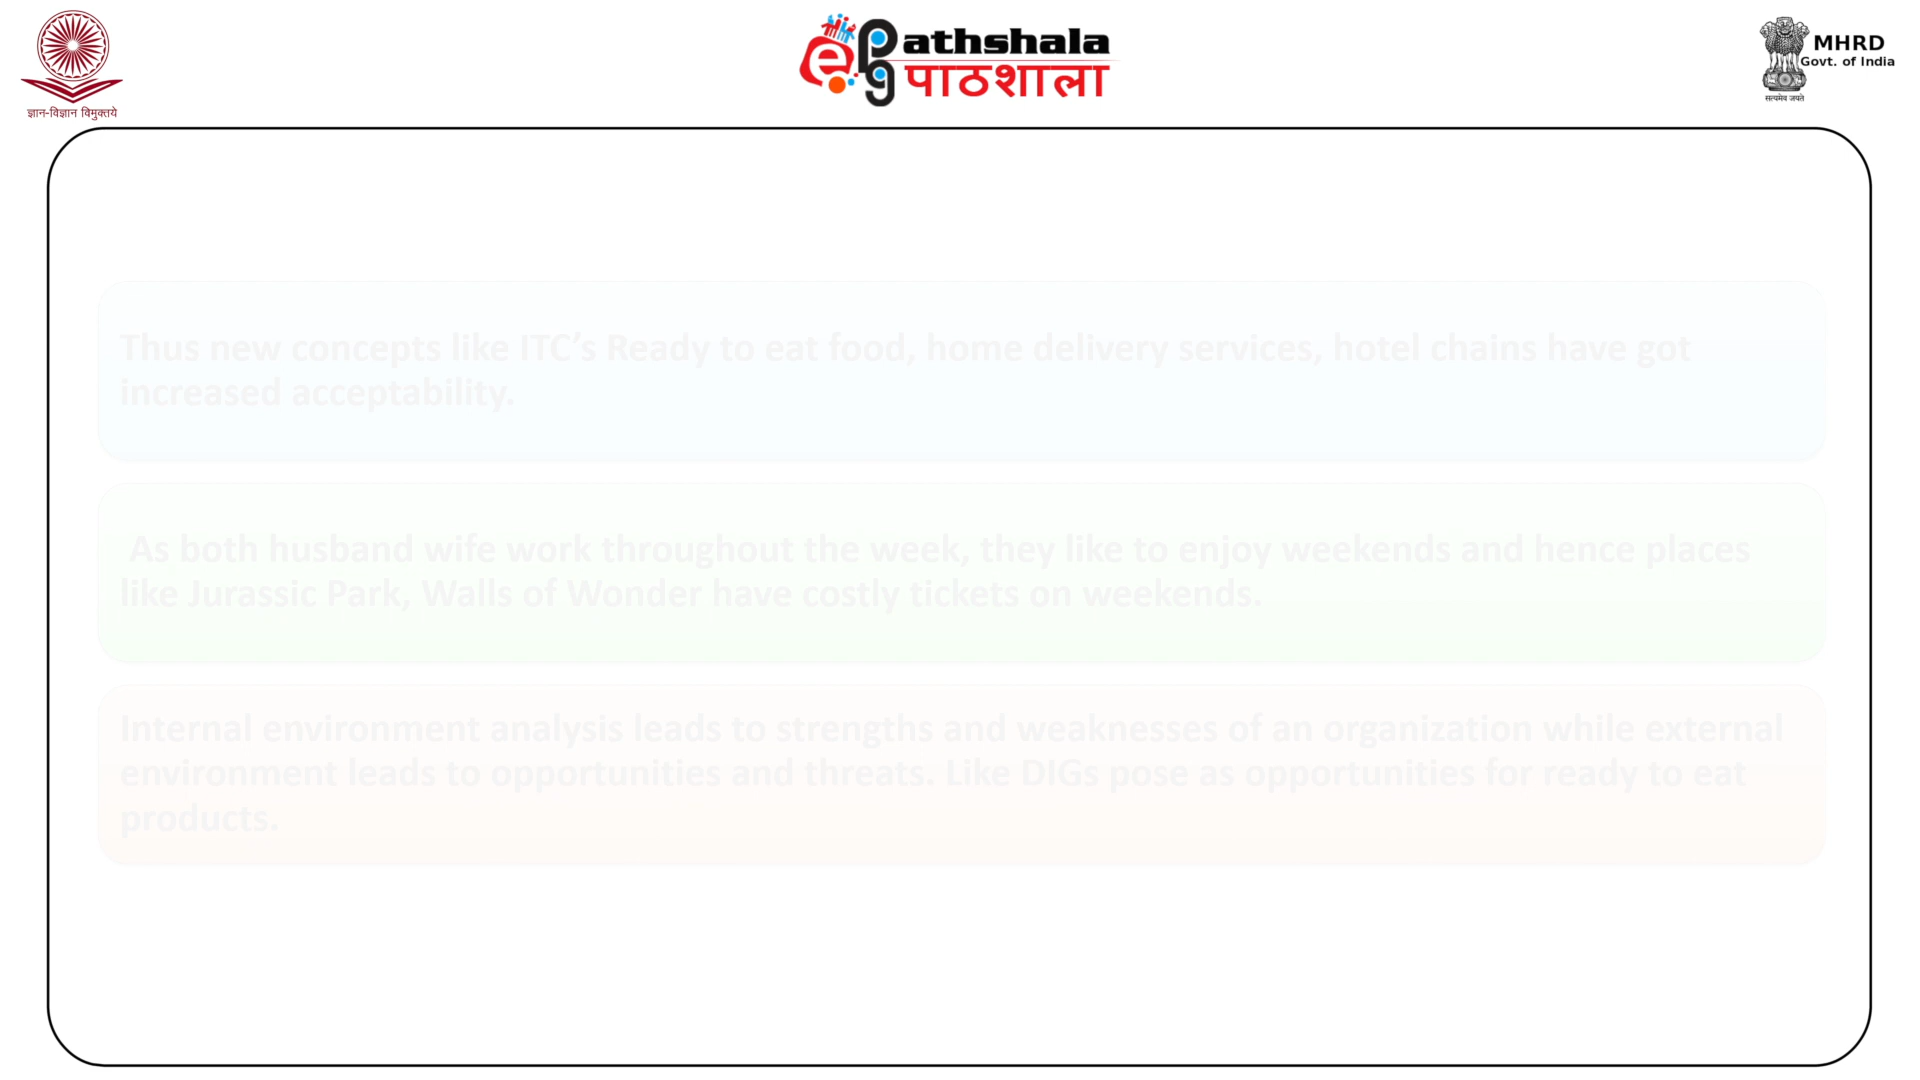 ज्ञान-विज्ञान विमुक्तये
e
pg
athshala
पाठशाला
MHRD
Govt. of India
सत्यमेव जयते
Thus new concepts like ITC’s Ready to eat food, home delivery services, hotel chains have got
increased acceptability.
As both husband wife work throughout the week, they like to enjoy weekends and hence places
like Jurassic Park, Walls of Wonder have costly tickets on weekends.
Internal environment analysis leads to strengths and weaknesses of an organization while external
environment leads to opportunities and threats. Like DIGs pose as opportunities for ready to eat
products.